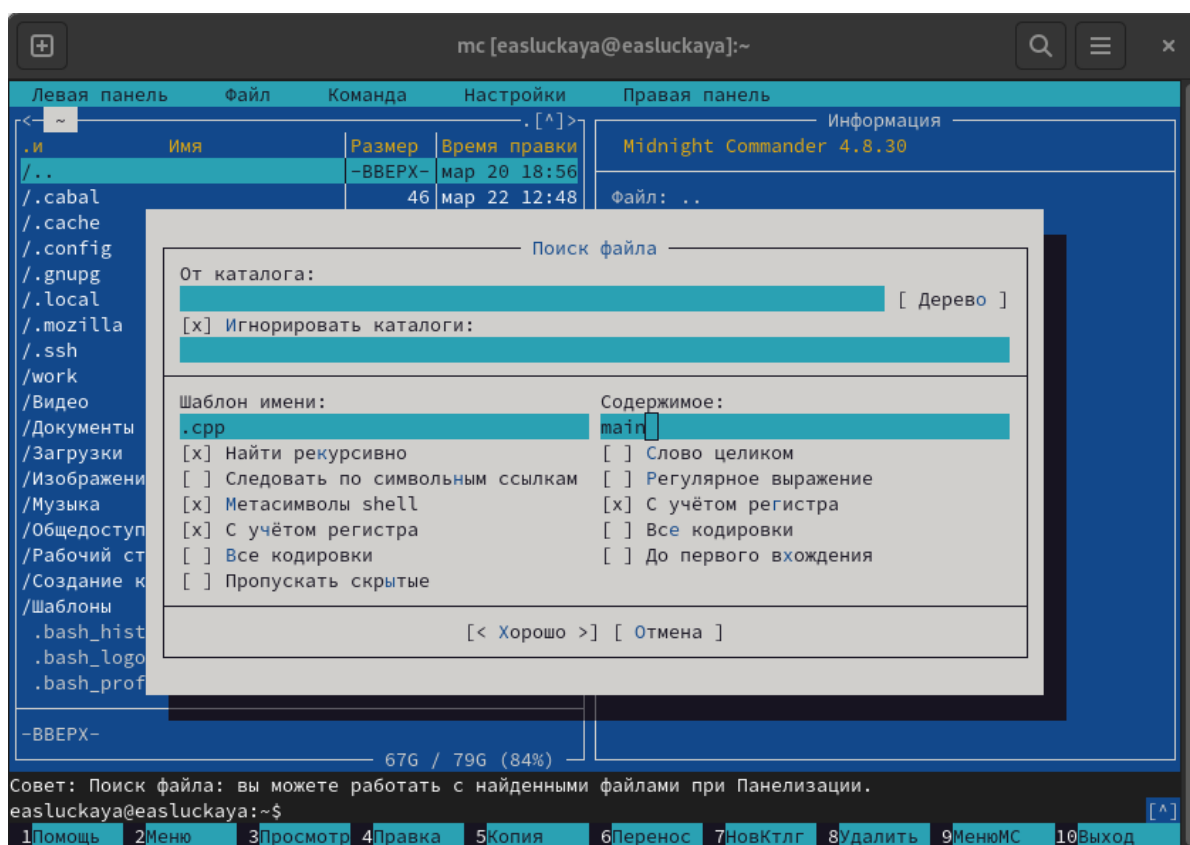 mc [easluckaya@easluckaya]:~
Левая панель Файл Команда Настройки Правая панель
<─ ~ .[^]> Информация
.и Имя Размер Время правки Midnight Commander 4.8.30
/.. -ВВЕРХ- мар 20 18:56
/.cabal 46 мар 22 12:48 Файл: ..
/.cache
/.config Поиск файла
/.gnupg От каталога:
/.local [ Дерево ]
/.mozilla [x] Игнорировать каталоги:
/.ssh
/work
/Видео Шаблон имени: Содержимое:
/Документы .cpp main
/Загрузки [x] Найти рекурсивно [ ] Слово целиком
/Изображени [ ] Следовать по символьным ссылкам [ ] Регулярное выражение
/Музыка [x] Метасимволы shell [x] С учётом регистра
/Общедоступ [x] С учётом регистра [ ] Все кодировки
/Рабочий ст [ ] Все кодировки [ ] До первого вхождения
/Создание к [ ] Пропускать скрытые
/Шаблоны
.bash_hist [< Хорошо >] [ Отмена ]
.bash_logo
.bash_prof
-ВВЕРХ-
67G / 79G (84%)
Совет: Поиск файла: вы можете работать с найденными файлами при Панелизации.
easluckaya@easluckaya:~$ [^]
1Помощь 2Меню 3Просмотр 4Правка 5Копия 6Перенос 7НовКтлг 8Удалить 9МенюМС 10Выход